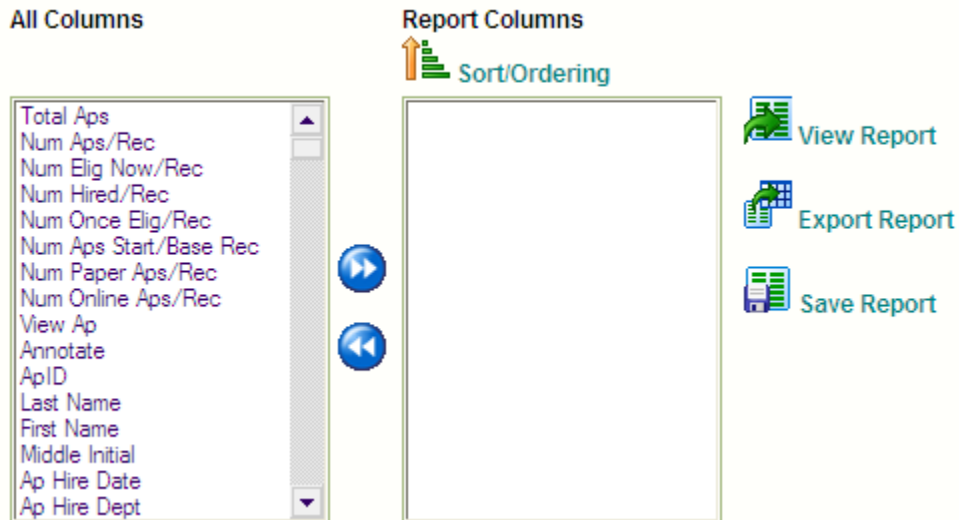 All Columns
Report Columns
Sort/Ordering
Total Aps
Num Aps/Rec
Num Elig Now/Rec
Num Hired/Rec
Num Once Elig/Rec
Num Aps Start/Base Rec
Num Paper Aps/Rec
Num Online Aps/Rec
View Ap
Annotate
ApID
Last Name
First Name
Middle Initial
Ap Hire Date
Ap Hire Dept
View Report
Export Report
Save Report